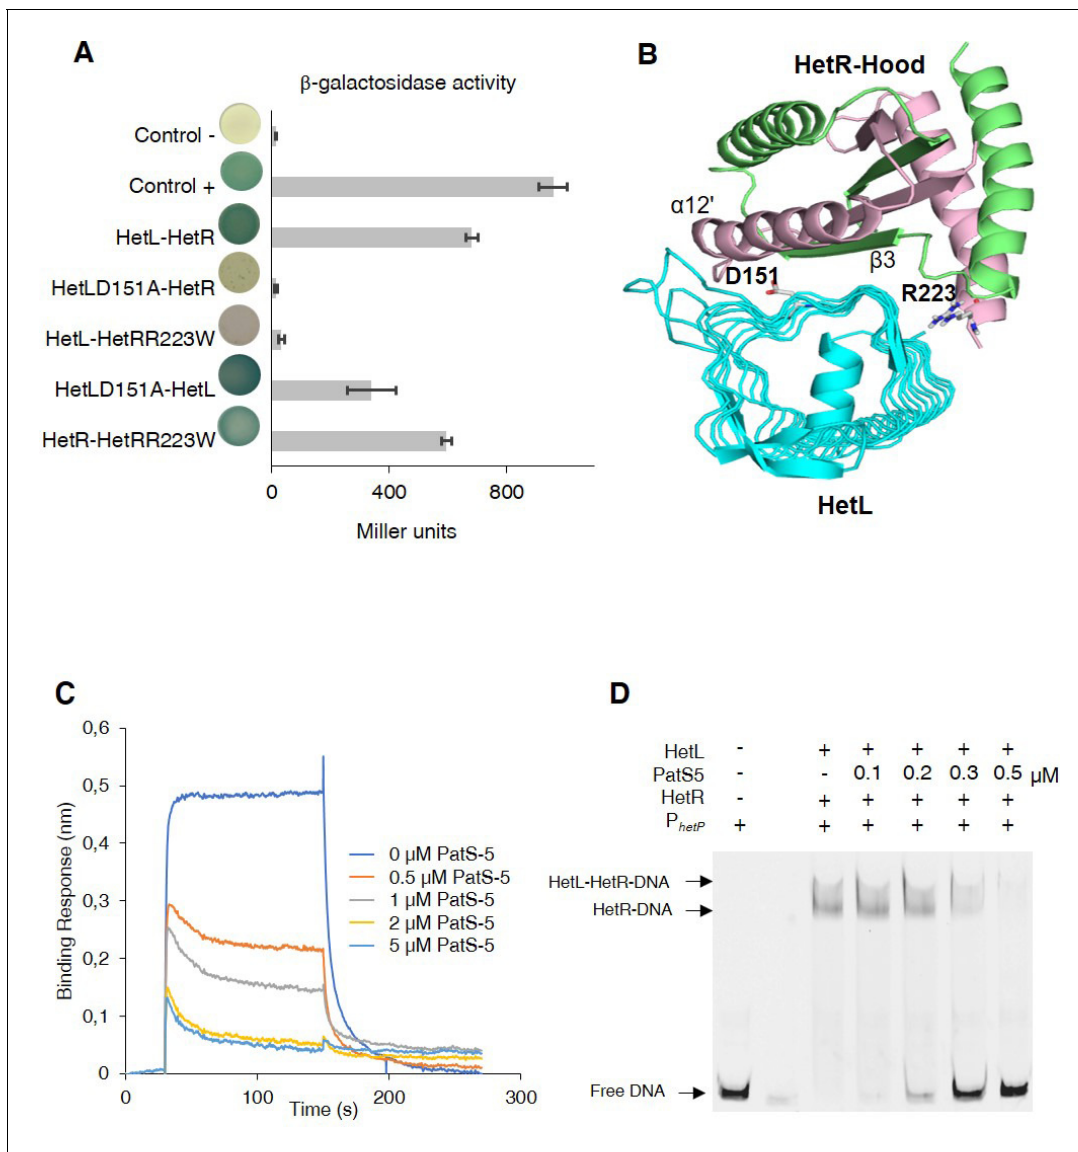 A
β-galactosidase activity
Control -
Control +
HetL-HetR
HetLD151A-HetR
HetL-HetRR223W
HetLD151A-HetL
HetR-HetRR223W
0
400
800
Miller units
B
HetR-Hood
α12'
β3
D151
R223
HetL
C
0,6
0,5
0,4
0,3
0,2
0,1
0
Binding Response (nm)
0 µM PatS-5
0.5 µM PatS-5
1 µM PatS-5
2 µM PatS-5
5 µM PatS-5
0
100
200
300
Time (s)
D
HetL - + + + + +
PatS5 - - 0.1 0.2 0.3 0.5 µM
HetR - + + + + +
PhetP + + + + + +
HetL-HetR-DNA
HetR-DNA
Free DNA